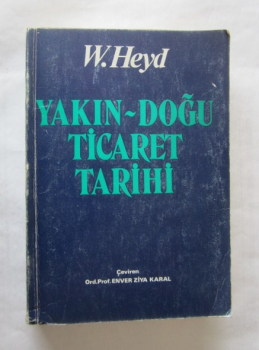 W.Heyd
YAKIN-DOĞU
TİCARET
TARİHİ
Çeviren
Ord.Prof.ENVER ZİYA KARAL